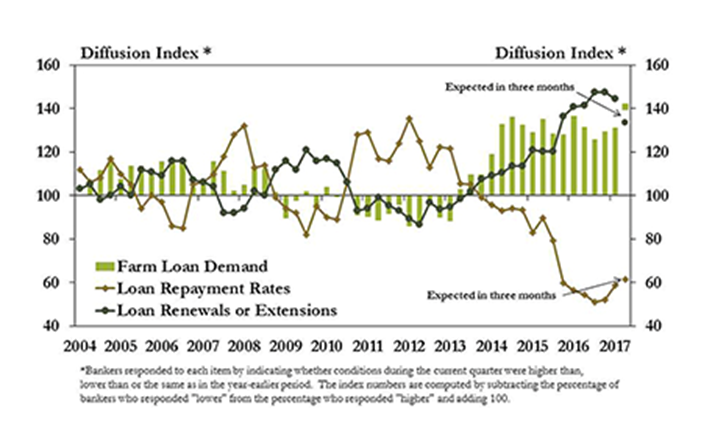 Diffusion Index *
Diffusion Index *
160
160
Expected in three months
140
140
120
120
100
100
80
80
Farm Loan Demand
60
60
Loan Repayment Rates
Expected in three months
Loan Renewals or Extensions
40
40
2004 2005 2006 2007 2008 2009 2010 2011 2012 2013 2014 2015 2016 2017
*Bankers responded to each item by indicating whether conditions during the current quarter were higher than,
lower than or the same as in the year-earlier period. The index numbers are computed by subtracting the percentage of
bankers who responded "lower" from the percentage who responded "higher" and adding 100.